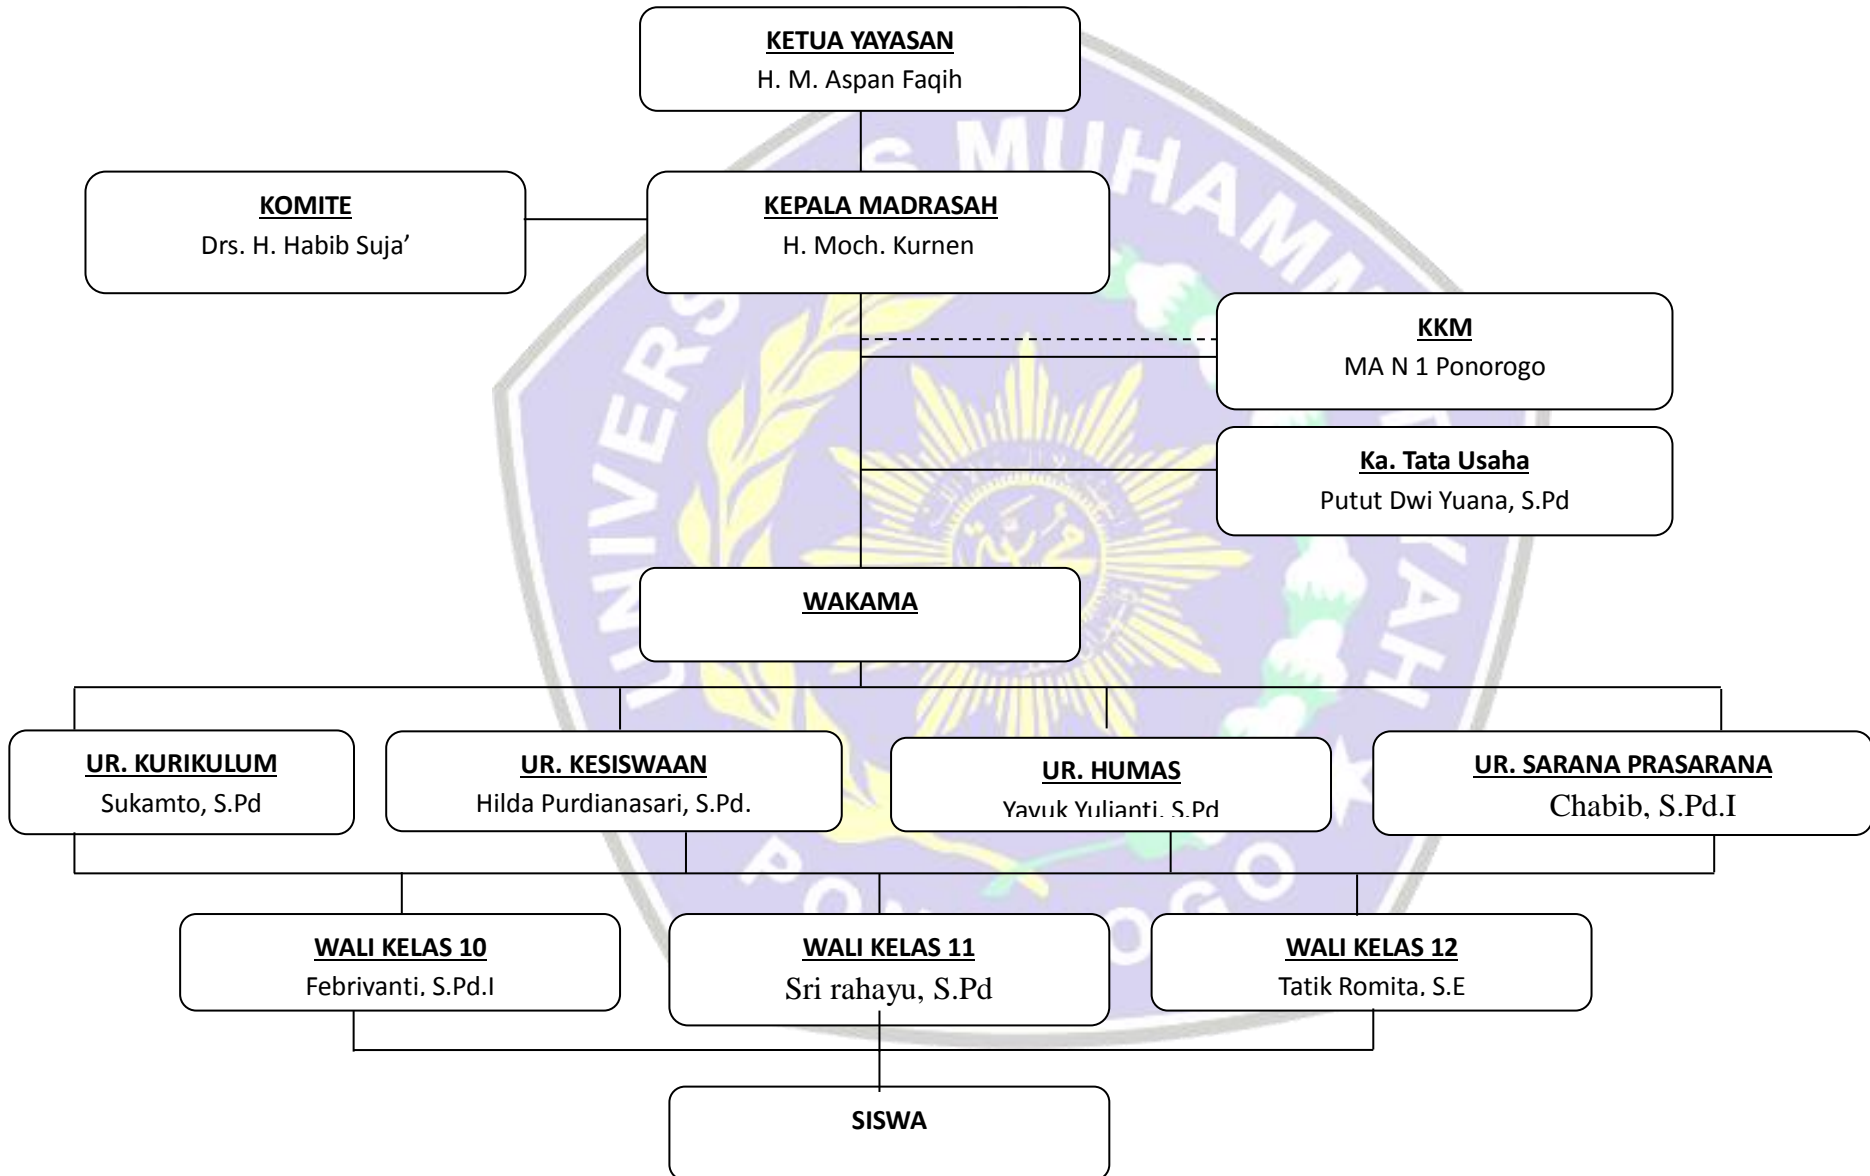 KETUA YAYASAN
H. M. Aspan Faqih
KOMITE
Drs. H. Habib Suja’
KEPALA MADRASAH
H. Moch. Kurnen
KKM
MA N 1 Ponorogo
Ka. Tata Usaha
Putut Dwi Yuana, S.Pd
WAKAMA
UR. KURIKULUM
Sukamto, S.Pd
UR. KESISWAAN
Hilda Purdianasari, S.Pd.
UR. HUMAS
Yayuk Yulianti, S.Pd
UR. SARANA PRASARANA
Chabib, S.Pd.I
WALI KELAS 10
Febriyanti, S.Pd.I
WALI KELAS 11
Sri rahayu, S.Pd
WALI KELAS 12
Tatik Romita, S.E
SISWA